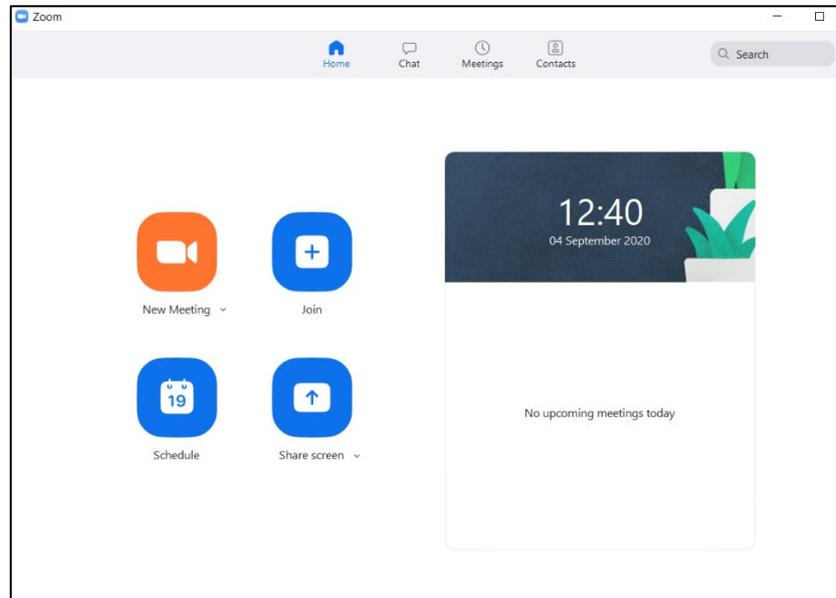 Zoom
Home Chat Meetings Contacts Search
12:40
04 September 2020
New Meeting Join
19
Schedule Share screen
No upcoming meetings today